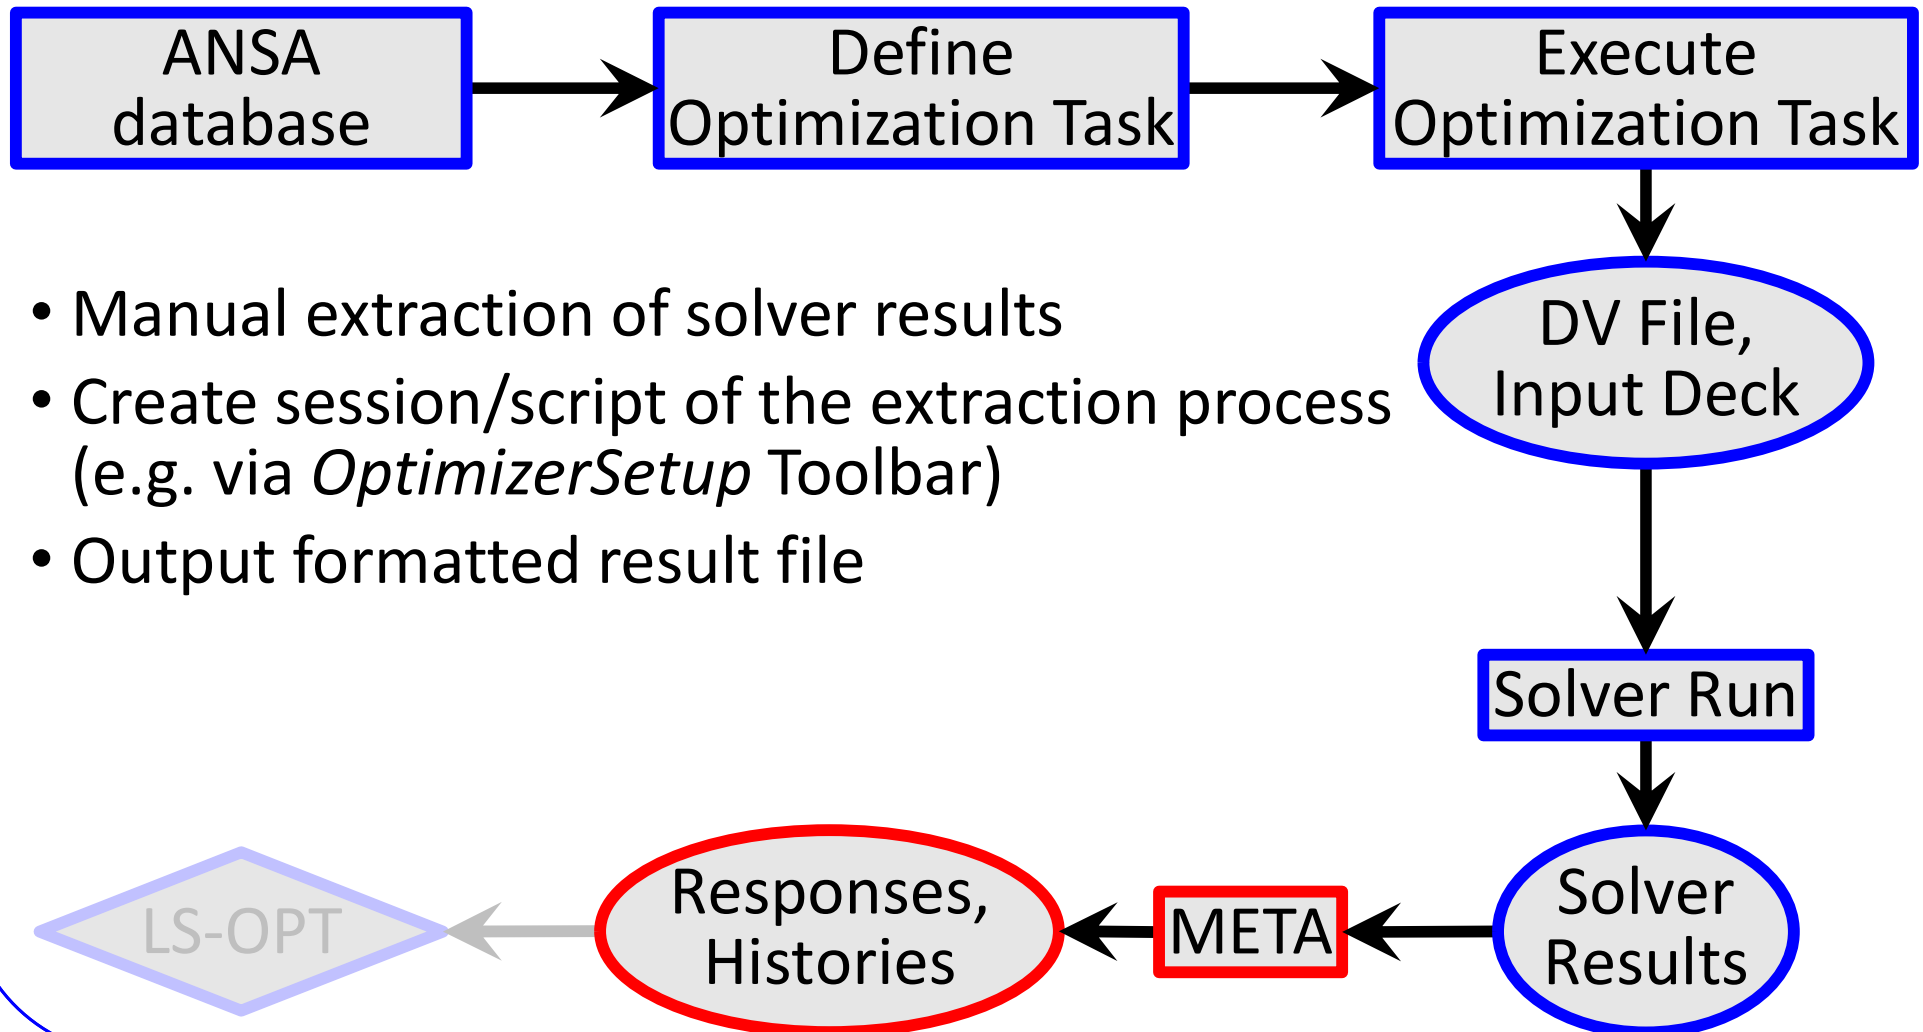 ANSA
database
Define
Optimization Task
Execute
Optimization Task
• Manual extraction of solver results
• Create session/script of the extraction process
(e.g. via OptimizerSetup Toolbar)
• Output formatted result file
DV File,
Input Deck
Solver Run
Solver
Results
META
Responses,
Histories
LS-OPT